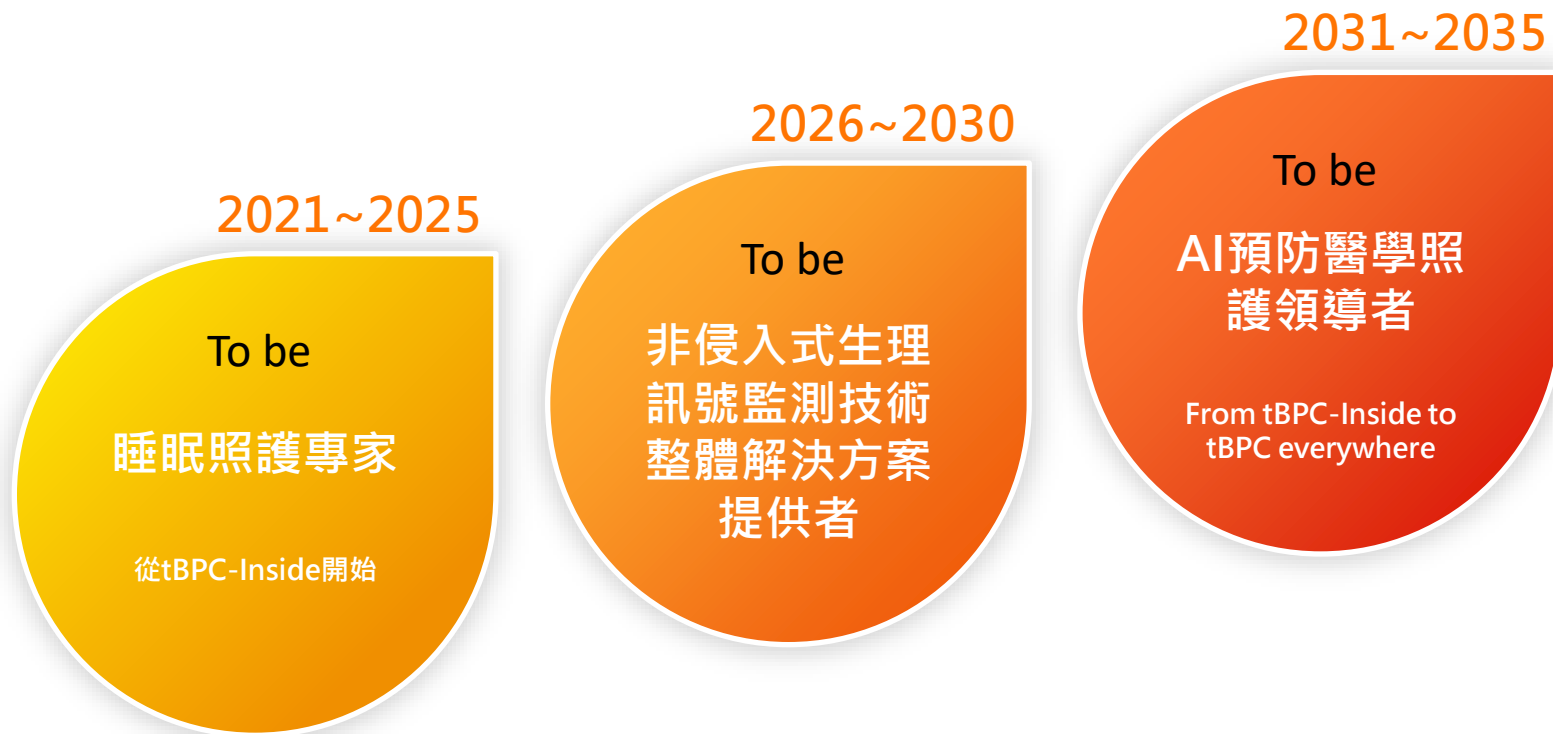 2021~2025
To be
睡眠照護專家
從tBPC-Inside開始
2026~2030
To be
非侵入式生理
訊號監測技術
整體解決方案
提供者
2031~2035
To be
AI預防醫學照
護領導者
From tBPC-Inside to
tBPC everywhere